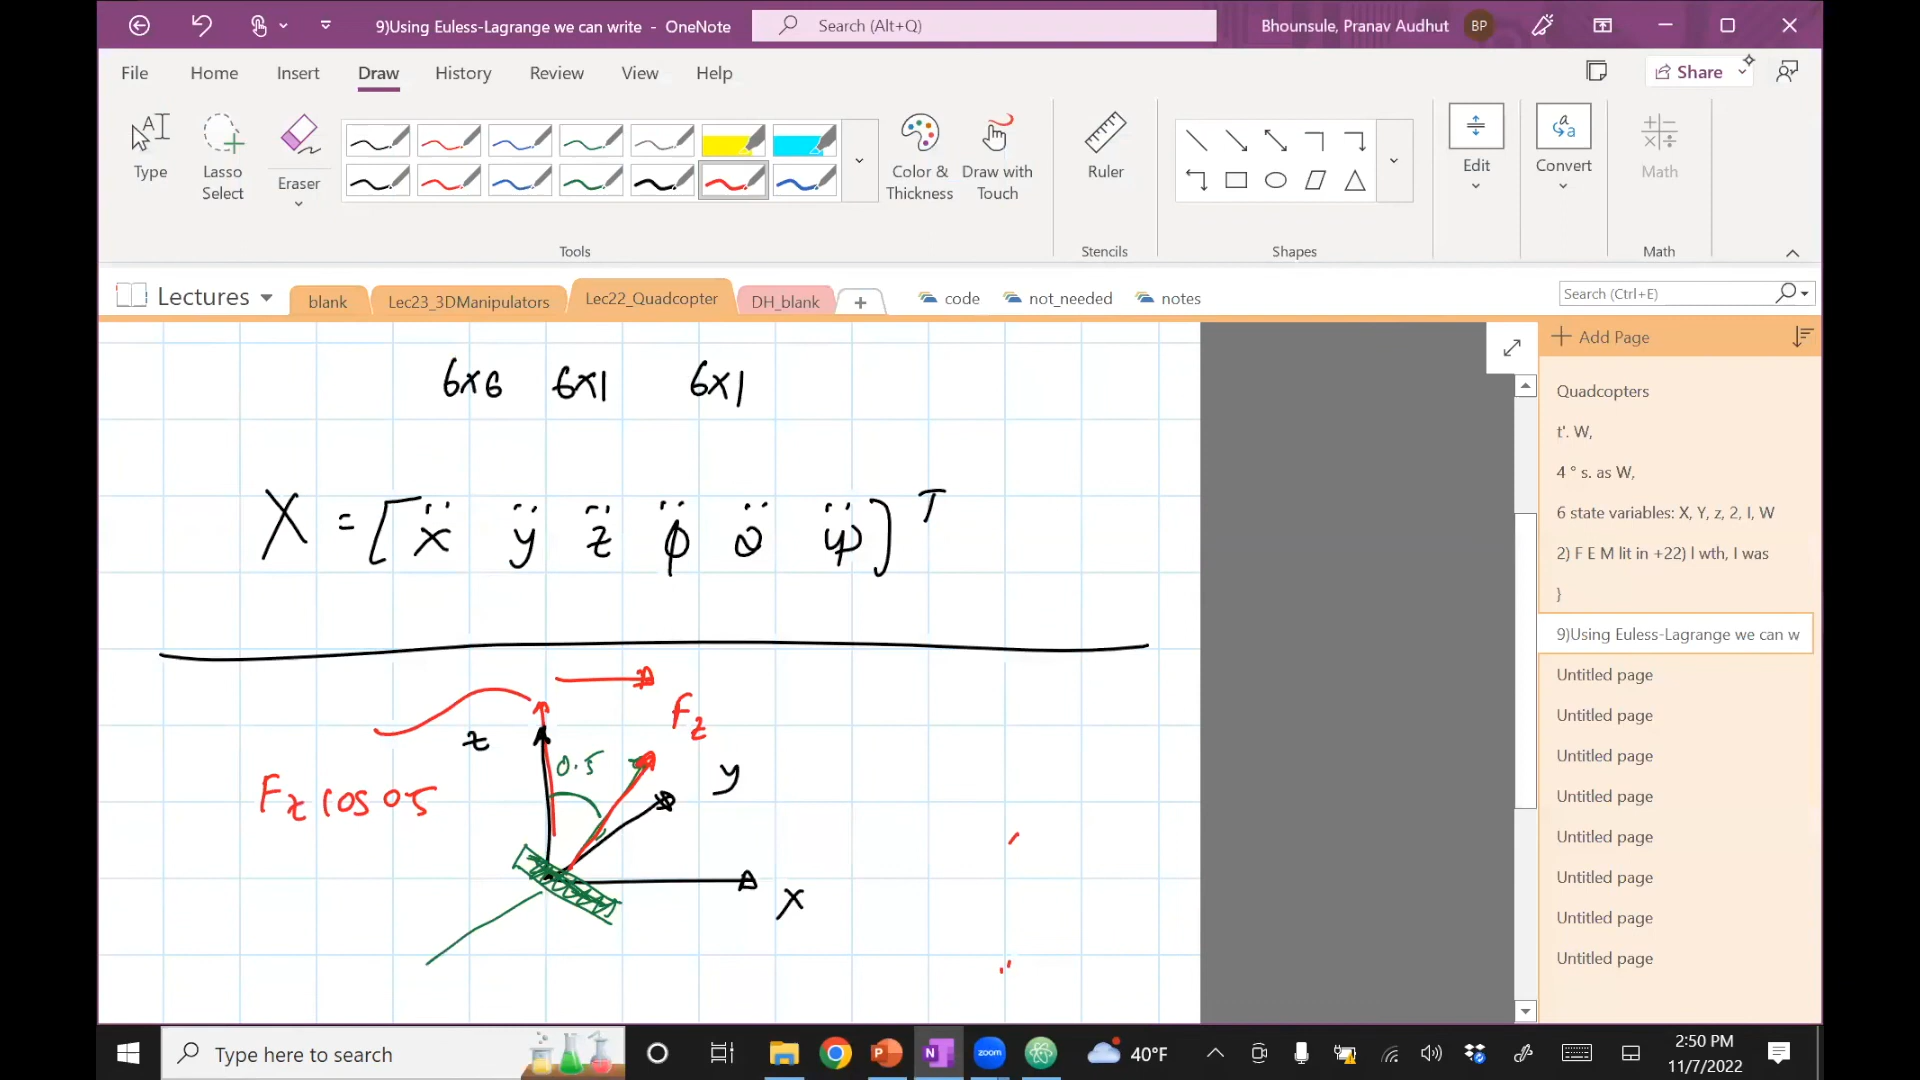 9)Using Euless-Lagrange we can write - OneNote
Search (Alt+Q)
Bhounsule, Pranav Audhut
BP
File Home Insert Draw History Review View Help
Share
Type
Lasso Select
Eraser
Color & Thickness
Draw with Touch
Ruler
Edit
Convert
Math
Tools
Stencils
Shapes
Math
Lectures
blank
Lec23_3DManipulators
Lec22_Quadcopter
DH_blank
code
not_needed
notes
Search (Ctrl+E)
Add Page
Quadcopters
t'. W,
4 ° s. as W,
6 state variables: X, Y, z, 2, I, W
2) F E M lit in +22) l wth, I was
}
9)Using Euless-Lagrange we can w
Untitled page
Untitled page
Untitled page
Untitled page
Untitled page
Untitled page
Untitled page
Untitled page
6x6 6x1 6x1
X = [ẍ ÿ z̈ ϕ̈ θ̈ ψ̈]ᵀ
Fz
z
0.5
y
Fz cos 0.5
x
Type here to search
zoom
40°F
2:50 PM
11/7/2022